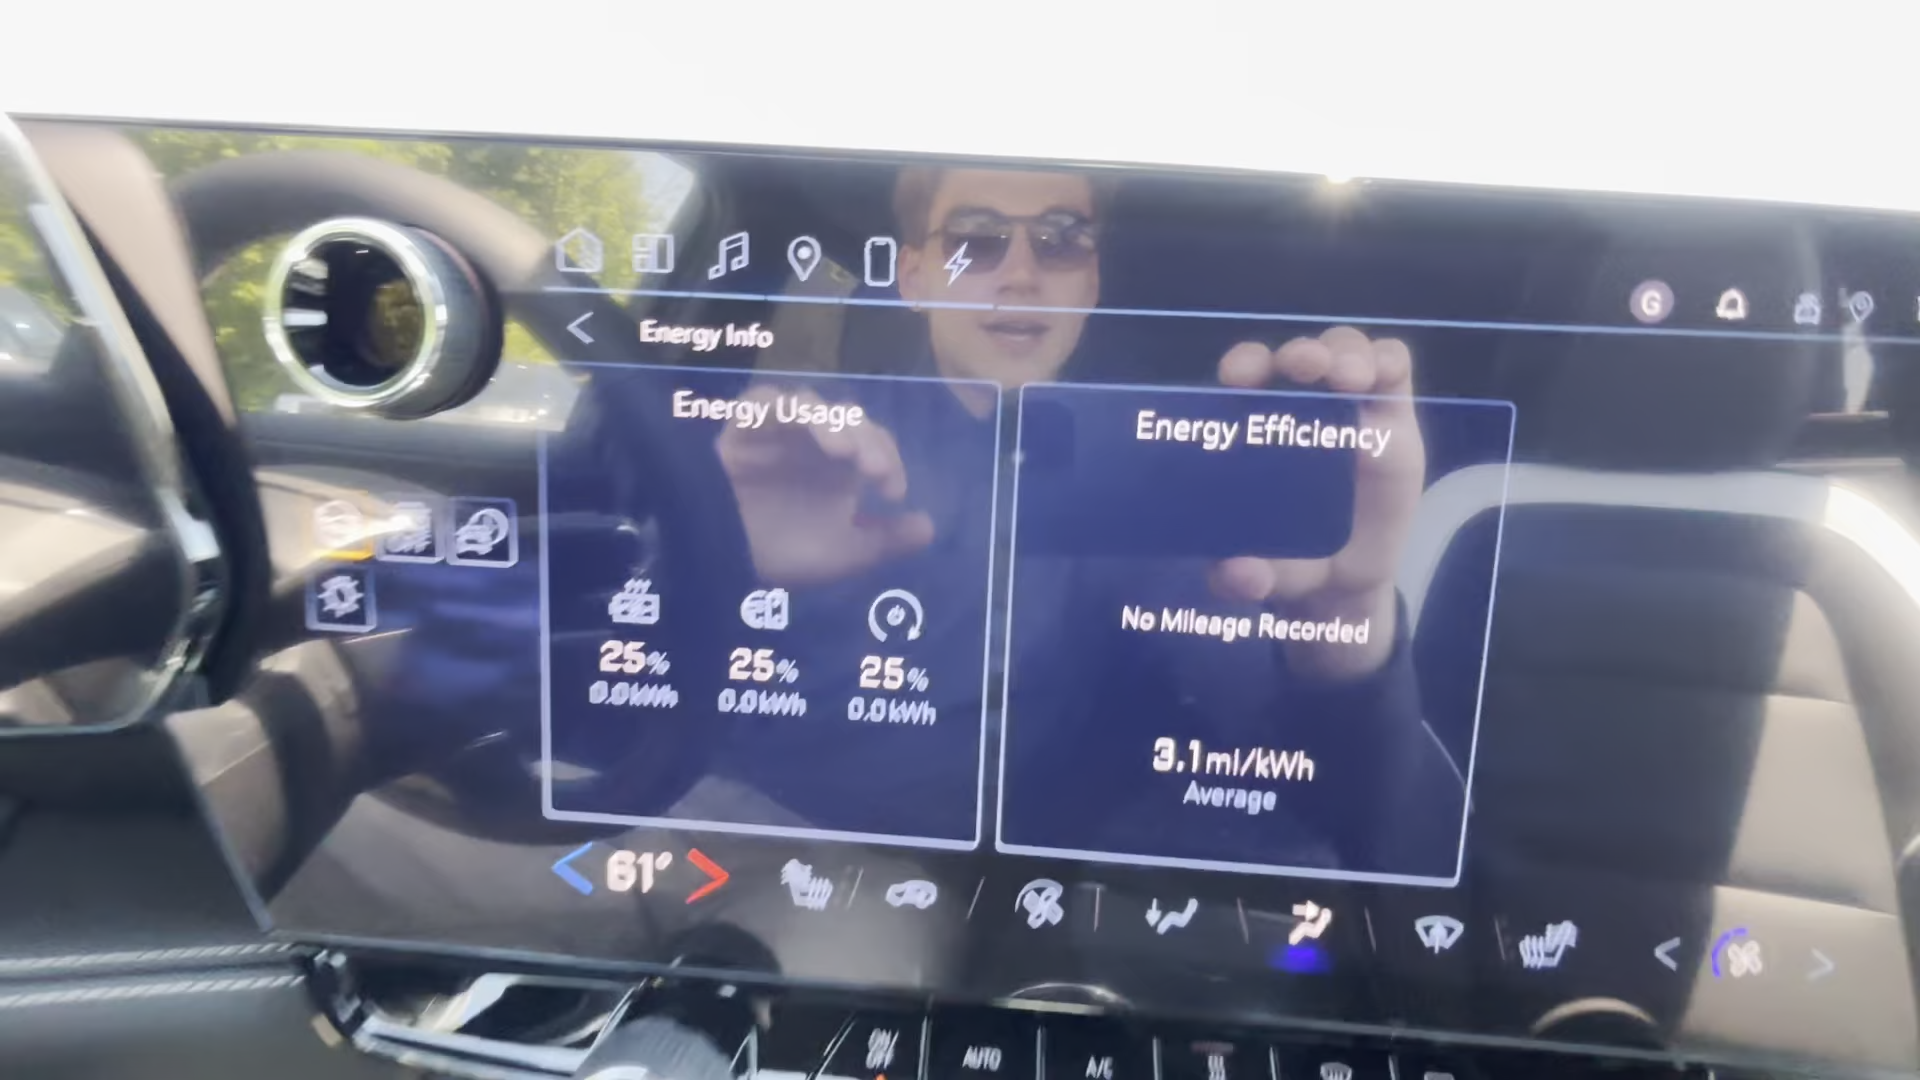 G
Energy Info
Energy Usage
Energy Efficiency
25% 25% 25%
0.0kWh 0.0kWh 0.0kWh
No Mileage Recorded
3.1 mi/kWh
Average
61°
ON/OFF AUTO A/C